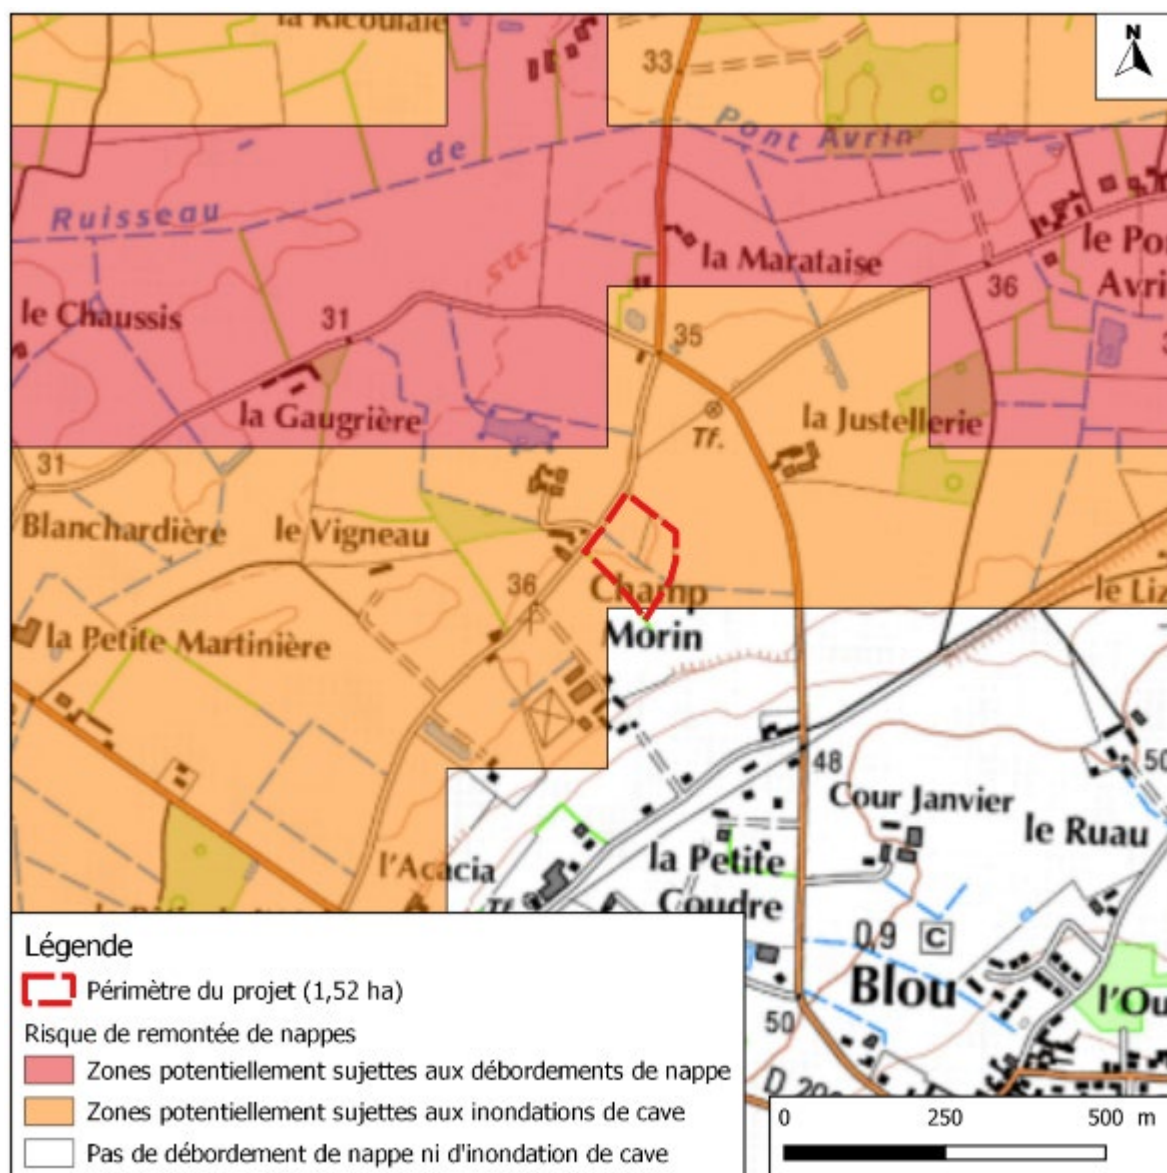 la Ricoulaie
N
33
Pont Avrin
de
Ruisseau
la Marataise
le Po
Avri
32,5
36
le Chaussis
31
35
la Gaugrière
la Justellerie
Tf.
31
Blanchardière
le Vigneau
36
Champ
Morin
le Liz
la Petite Martinière
48
50
Cour Janvier
le Ruau
l'Acacia
la Petite
Coudre
Tf
0,9
C
Blou
l'Ou
50
Légende
Périmètre du projet (1,52 ha)
Risque de remontée de nappes
Zones potentiellement sujettes aux débordements de nappe
Zones potentiellement sujettes aux inondations de cave
Pas de débordement de nappe ni d'inondation de cave
0 250 500 m